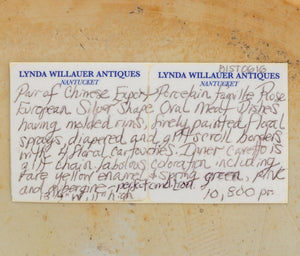 DISTOGIG
LYNDA WILLAUER ANTIQUES LYNDA WILLAUER ANTIQUES
NANTUCKET NANTUCKET
Pair of Chinese Export Porcelain famille Rose
European Silver Shape Oval Meat Dishes
having molded rims, finely painted floral
sprays, diapered and gilt scroll borders
with 4 floral cartouches. Inner cavetto is
a gilt chain, fabulous coloration including
rare yellow enamel & spring green, pink
and aubergine - perfect condition.
10,800 pr.